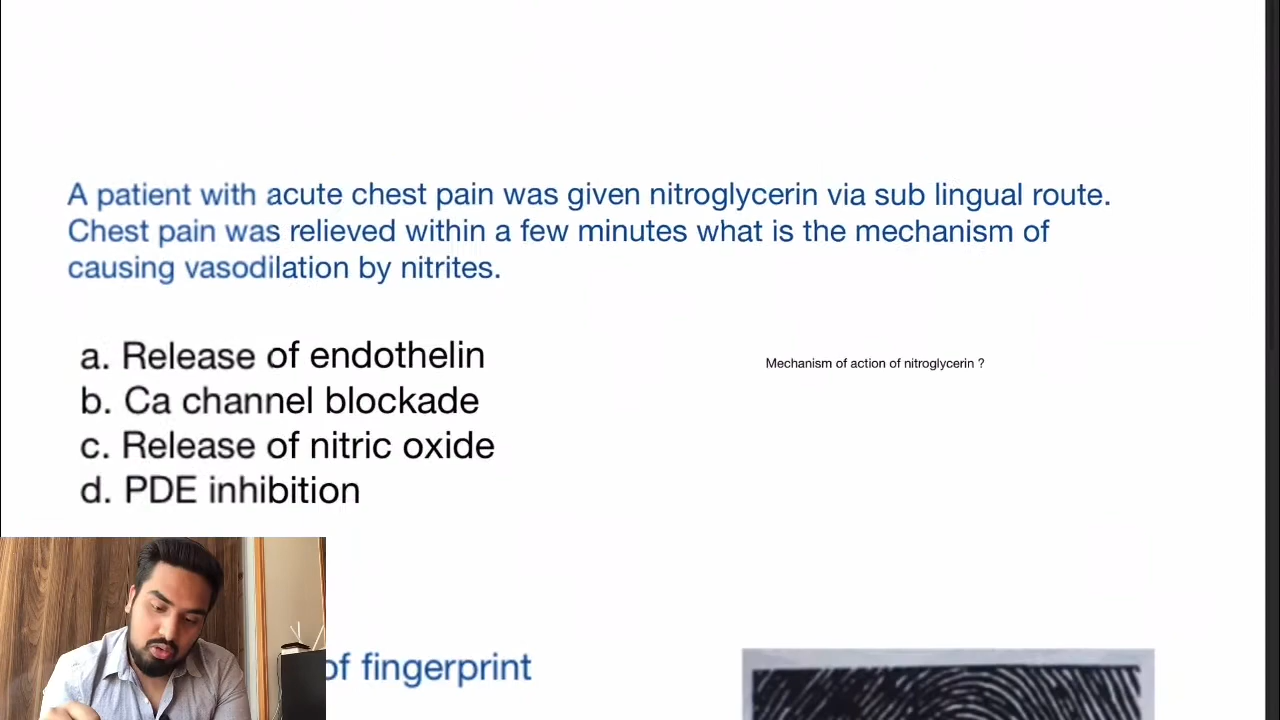 A patient with acute chest pain was given nitroglycerin via sub lingual route.
Chest pain was relieved within a few minutes what is the mechanism of
causing vasodilation by nitrites.
a. Release of endothelin
b. Ca channel blockade
c. Release of nitric oxide
d. PDE inhibition
Mechanism of action of nitroglycerin ?
of fingerprint